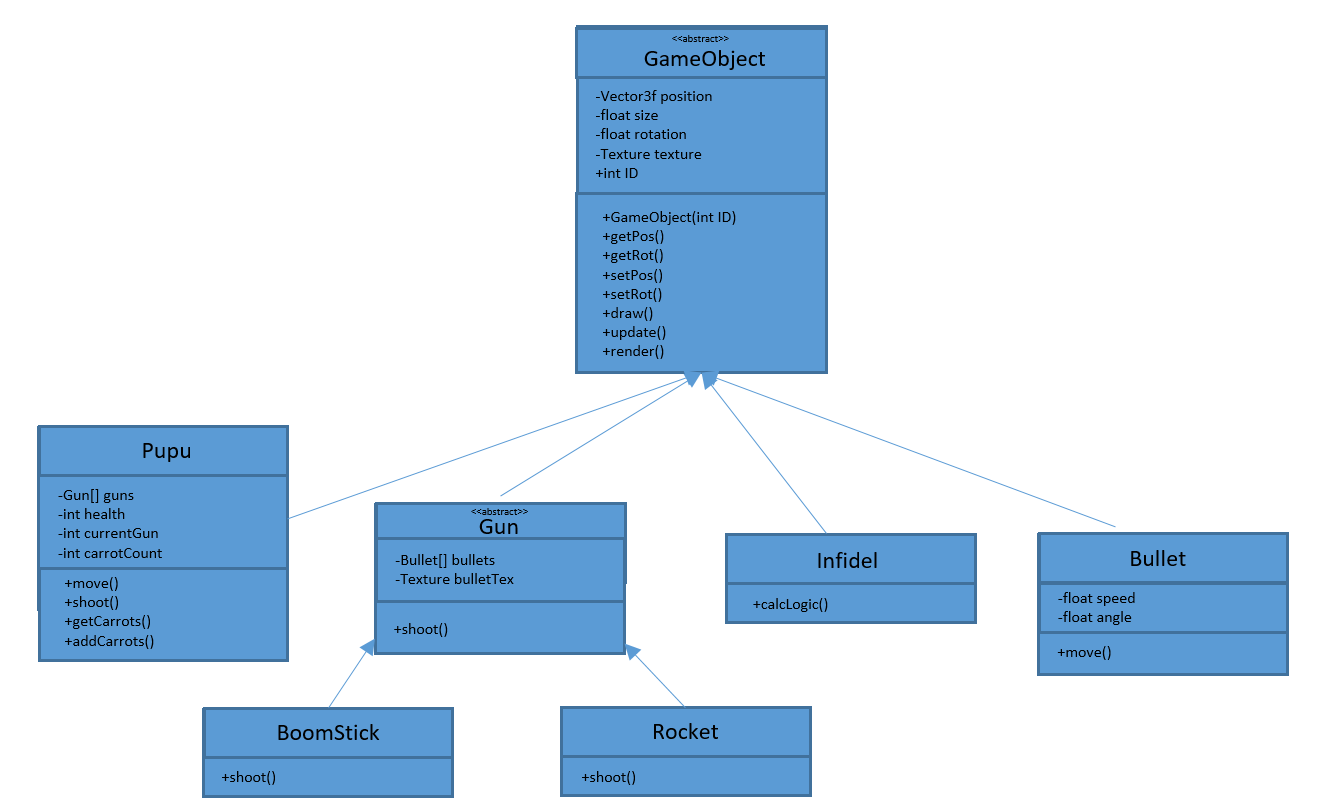 <<abstract>>
GameObject
-Vector3f position
-float size
-float rotation
-Texture texture
+int ID
+GameObject(int ID)
+getPos()
+getRot()
+setPos()
+setRot()
+draw()
+update()
+render()
Pupu
-Gun[] guns
-int health
-int currentGun
-int carrotCount
+move()
+shoot()
+getCarrots()
+addCarrots()
<<abstract>>
Gun
-Bullet[] bullets
-Texture bulletTex
+shoot()
Infidel
+calcLogic()
Bullet
-float speed
-float angle
+move()
BoomStick
+shoot()
Rocket
+shoot()